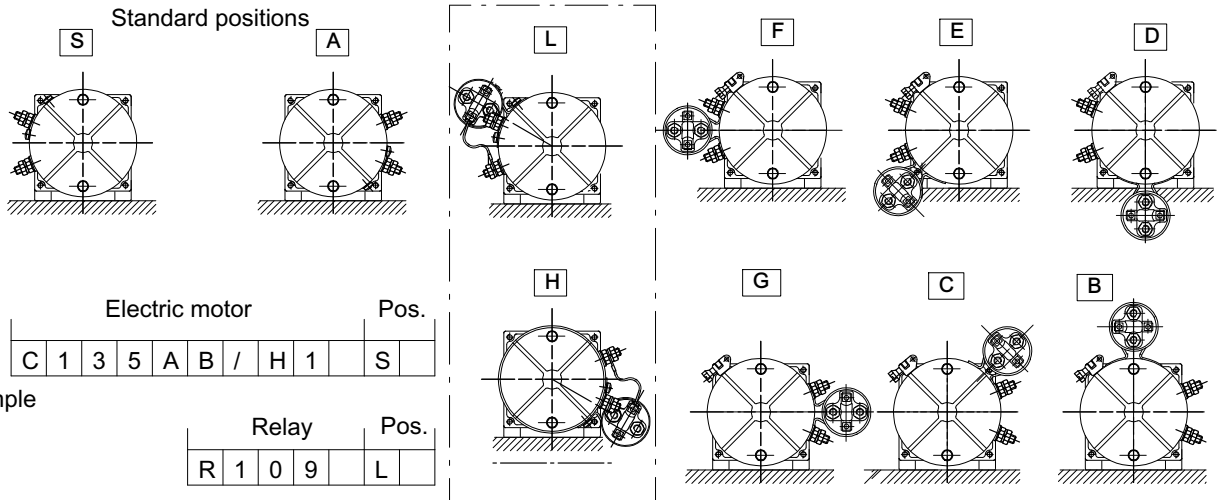 Standard positions
S A L F E D
H G C B
Electric motor Pos.
C 1 3 5 A B / H 1 S
Relay Pos.
R 1 0 9 L